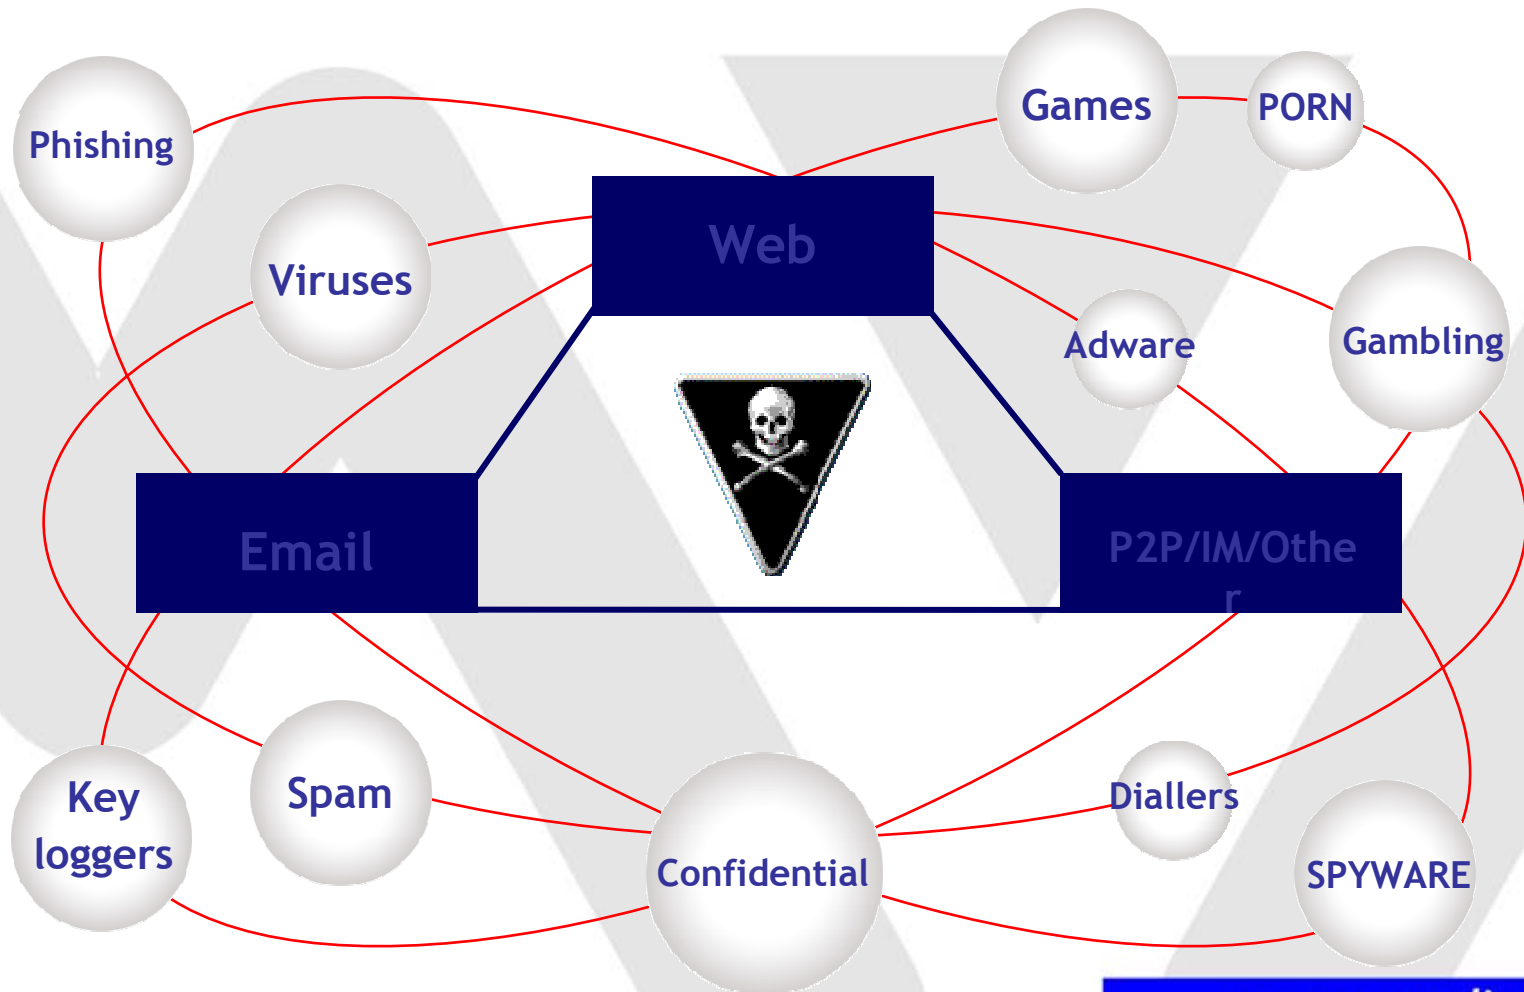 Games
PORN
Phishing
Web
Viruses
Adware
Gambling
Email
P2P/IM/Othe
r
Key
loggers
Spam
Diallers
Confidential
SPYWARE